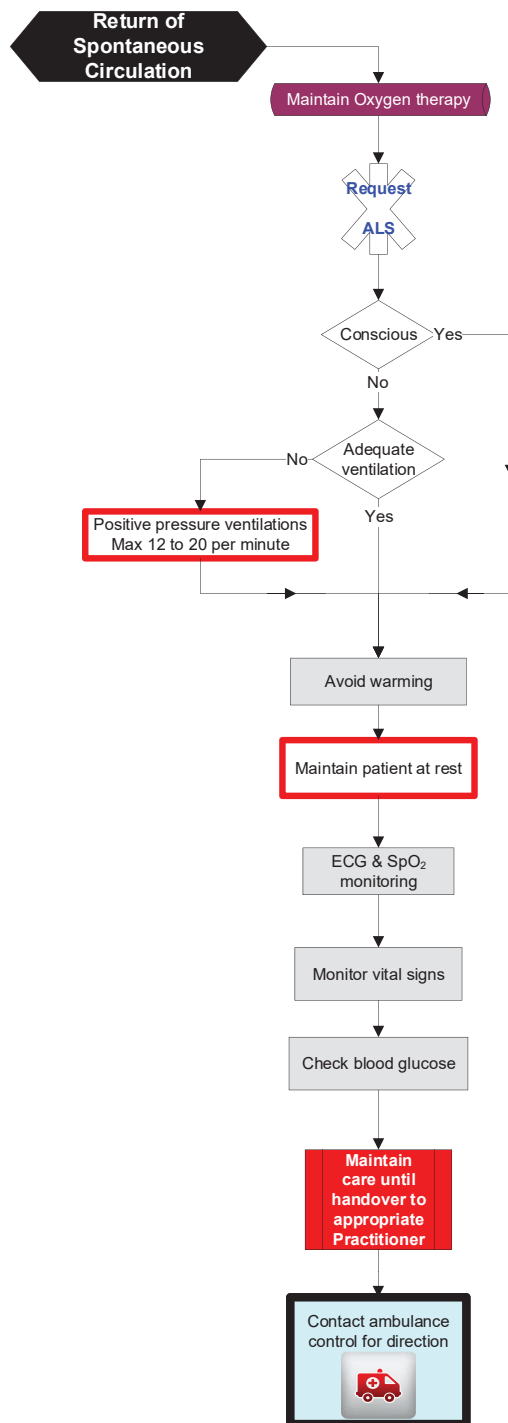 Return of
Spontaneous
Circulation
Maintain Oxygen therapy
Request
ALS
Conscious
Yes
No
Adequate
ventilation
No
Yes
Positive pressure ventilations
Max 12 to 20 per minute
Avoid warming
Maintain patient at rest
ECG & SpO₂
monitoring
Monitor vital signs
Check blood glucose
Maintain
care until
handover to
appropriate
Practitioner
Contact ambulance
control for direction